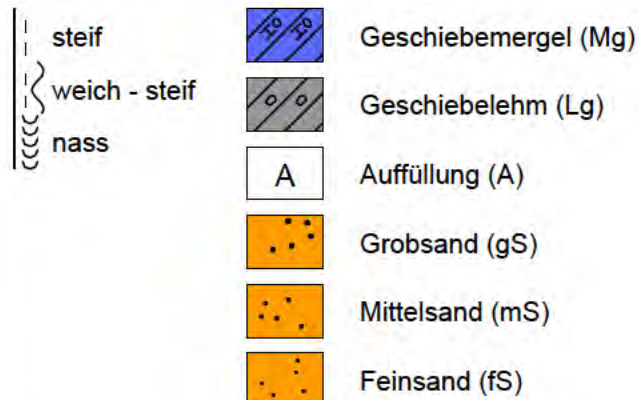 steif
weich - steif
nass
Geschiebemergel (Mg)
Geschiebelehm (Lg)
A
Auffüllung (A)
Grobsand (gS)
Mittelsand (mS)
Feinsand (fS)